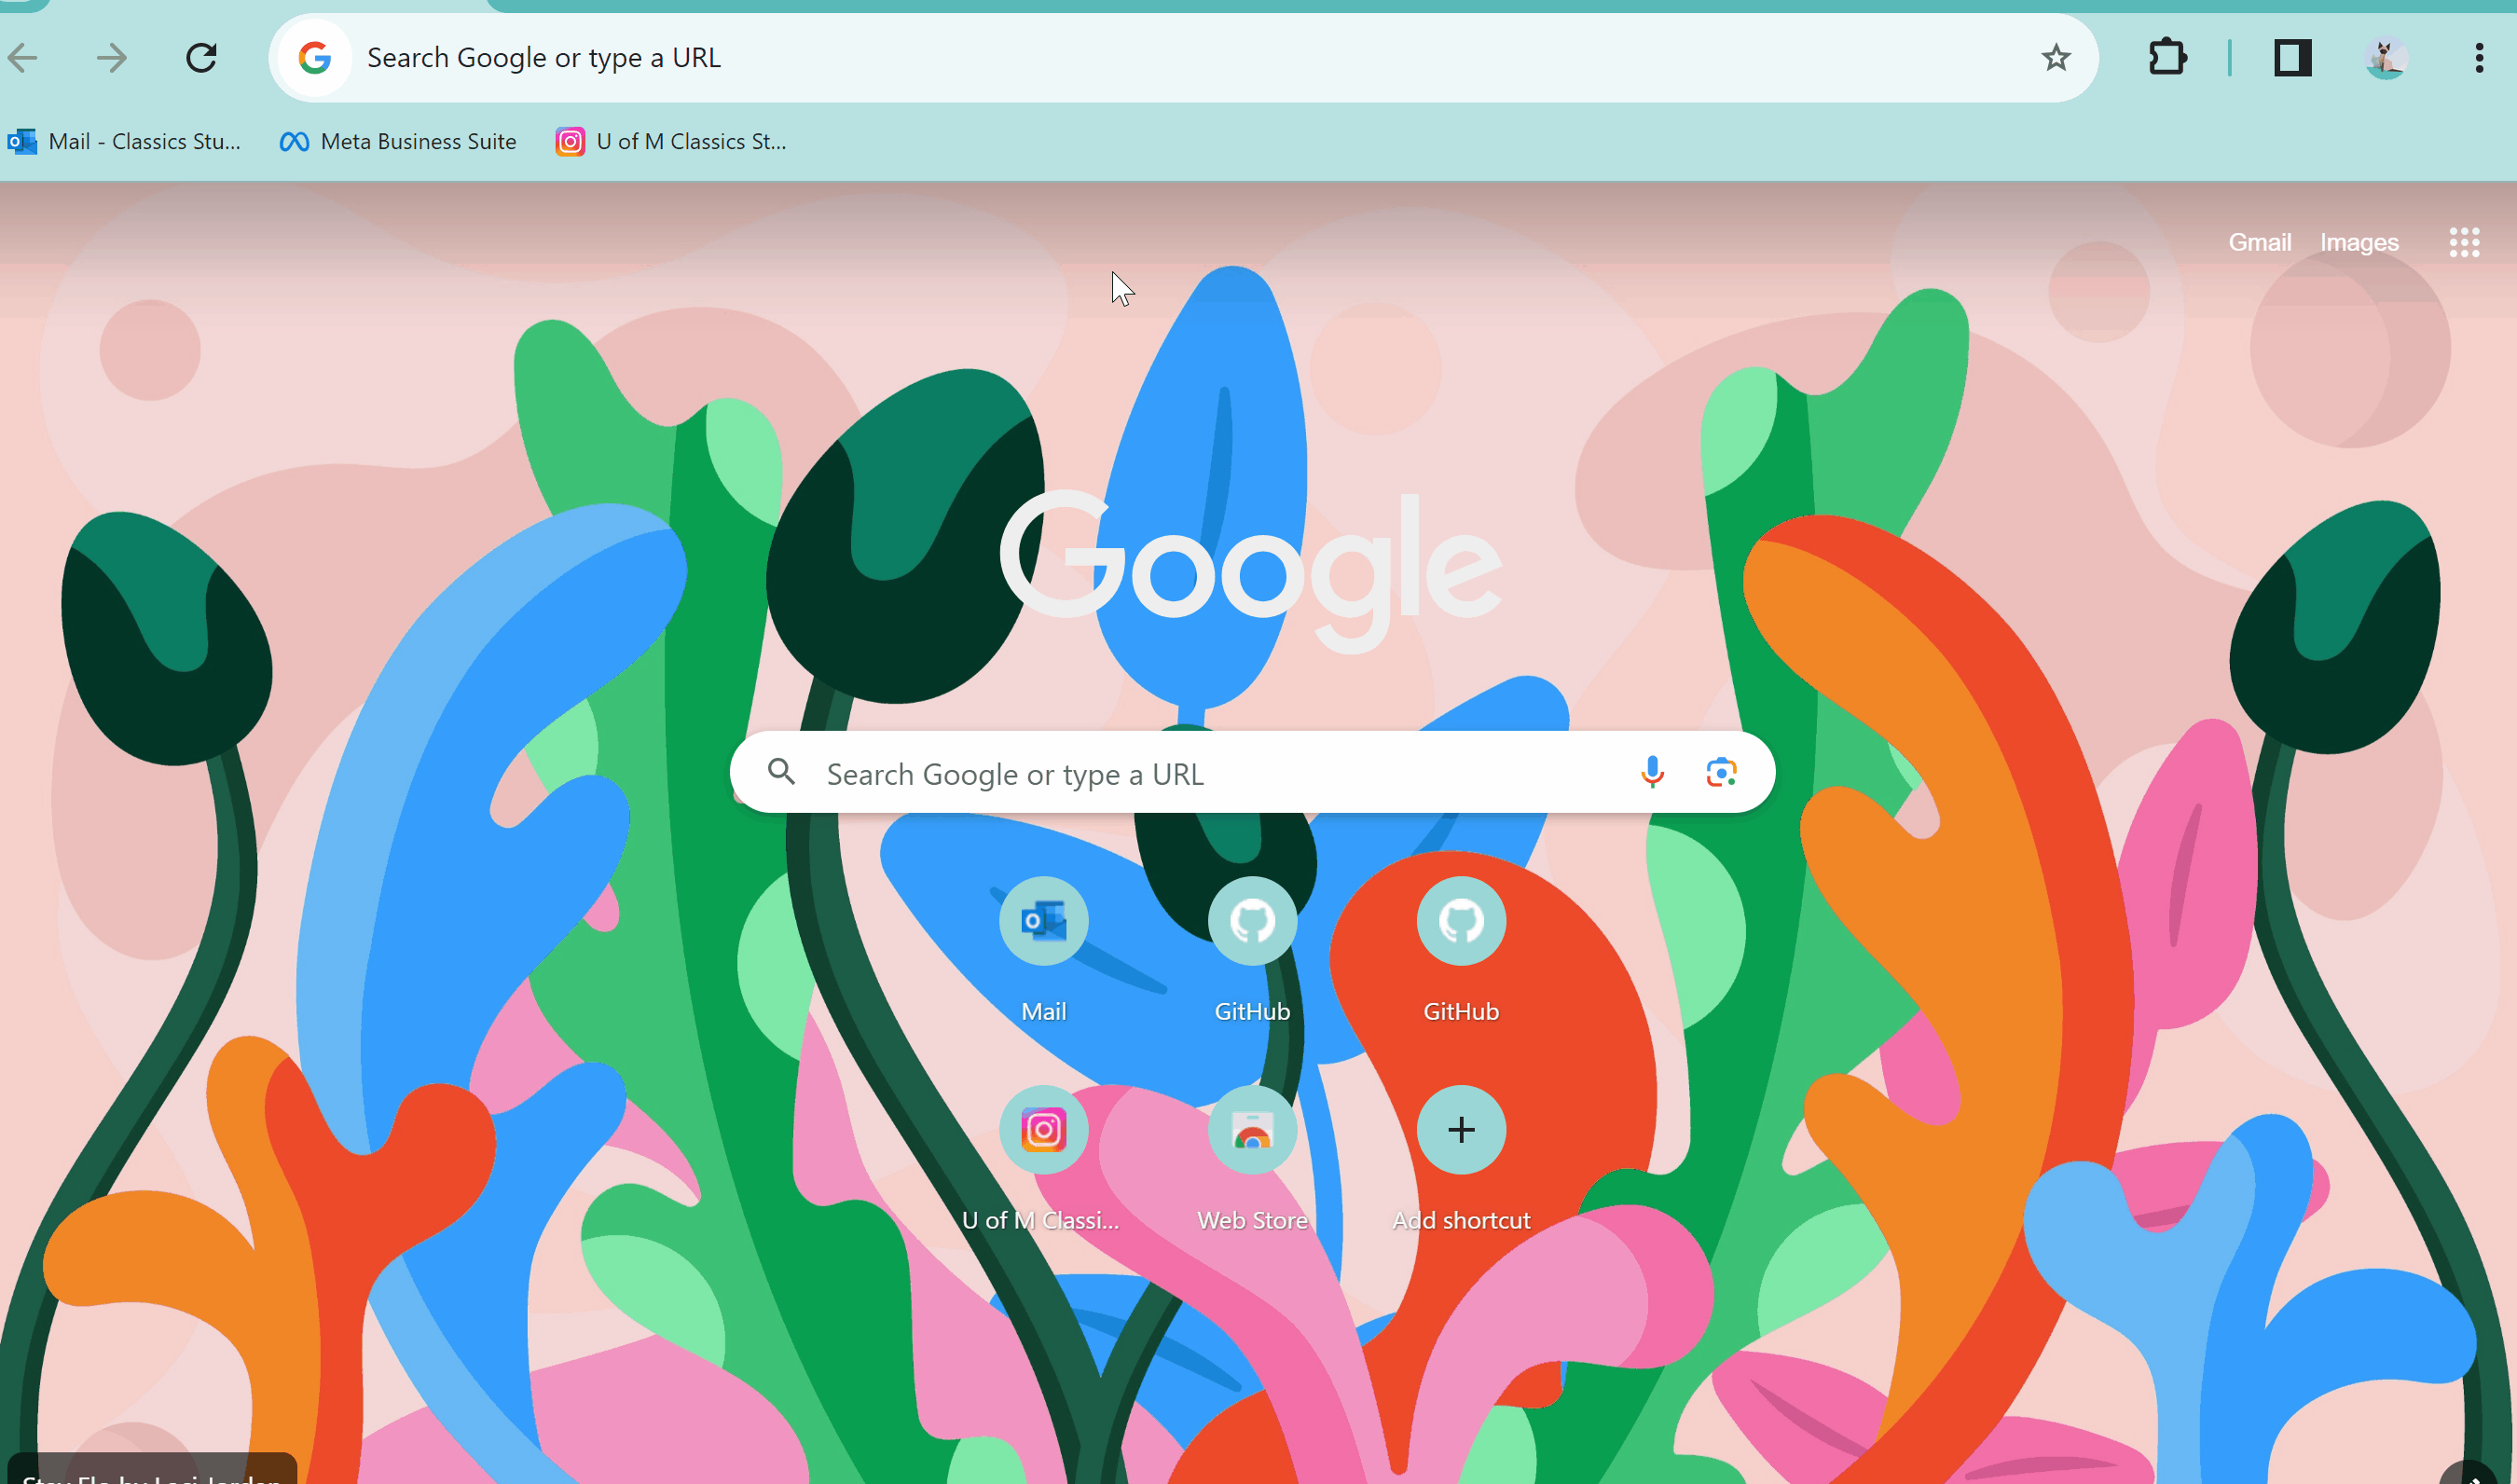 Search Google or type a URL
Mail - Classics Stu...
Meta Business Suite
U of M Classics St...
Gmail
Images
Google
Search Google or type a URL
Mail
GitHub
GitHub
U of M Classi...
Web Store
Add shortcut